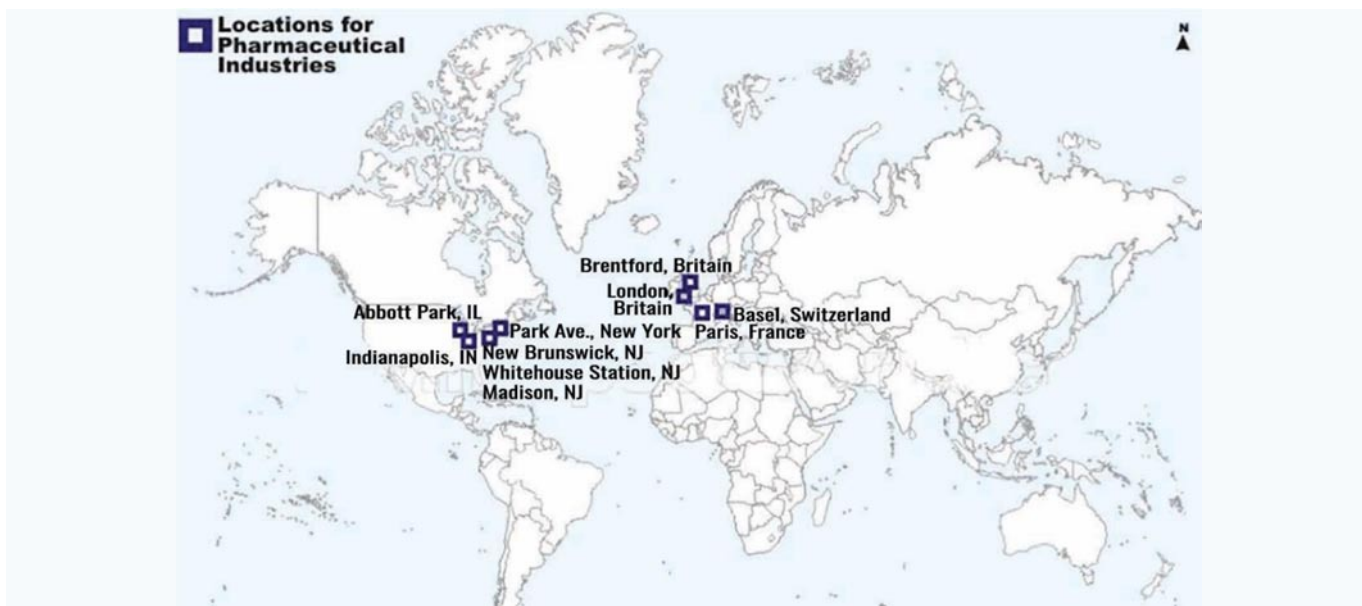 Locations for
Pharmaceutical
Industries
N
Brentford, Britain
London,
Britain
Basel, Switzerland
Paris, France
Abbott Park, IL
Park Ave., New York
Indianapolis, IN
New Brunswick, NJ
Whitehouse Station, NJ
Madison, NJ